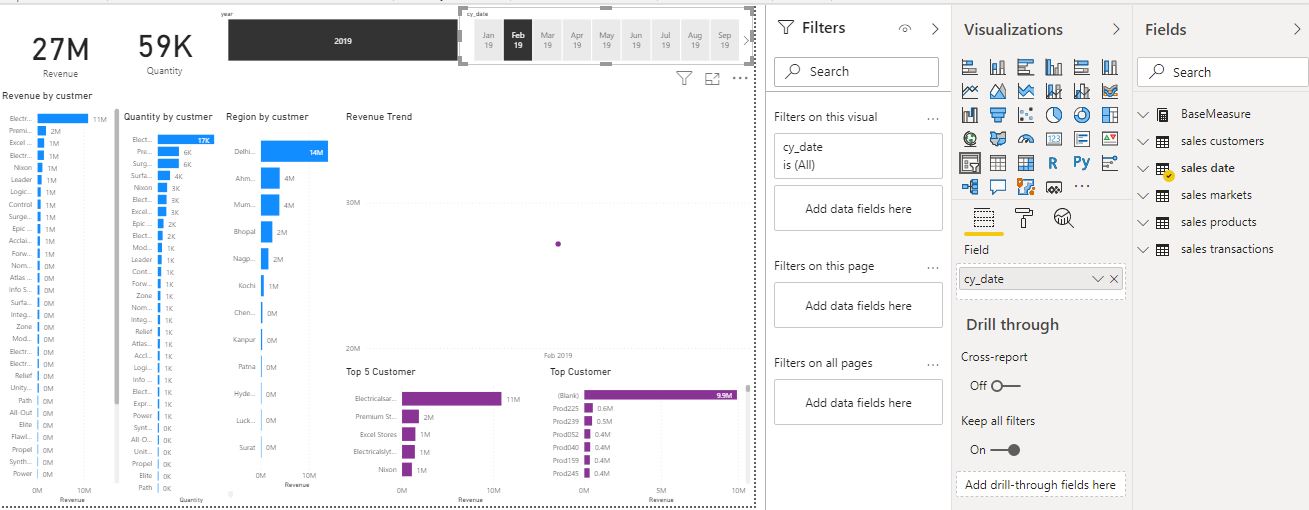 27M
Revenue
59K
Quantity
year
2019
cy_date
Jan 19
Feb 19
Mar 19
Apr 19
May 19
Jun 19
Jul 19
Aug 19
Sep 19
Revenue by custmer
Electr... 11M
Premi... 2M
Excel ... 1M
Electr... 1M
Nixon 1M
Leader 1M
Logic... 1M
Control 1M
Surge... 1M
Epic ... 1M
Acclai... 1M
Forw... 1M
Nom... 0M
Atlas ... 0M
Info S... 0M
Surfa... 0M
Integ... 0M
Zone 0M
Mod... 0M
Electr... 0M
Electr... 0M
Relief 0M
Unity... 0M
Path 0M
All-Out 0M
Elite 0M
Flawl... 0M
Propel 0M
Synth... 0M
Power 0M
0M 10M
Revenue
Quantity by custmer
Elect... 17K
Pre... 6K
Surg... 6K
Surfa... 4K
Nixon 3K
Elect... 3K
Excel... 3K
Epic ... 2K
Elect... 2K
Mod... 1K
Leader 1K
Cont... 1K
Forw... 1K
Zone 1K
Nom... 1K
Integ... 1K
Relief 1K
Atlas... 1K
Accl... 1K
Logi... 1K
Info ... 1K
Elect... 1K
Expr... 1K
Power 1K
Synt... 0K
All-O... 0K
Unit... 0K
Propel 0K
Elite 0K
Path 0K
Quantity
Region by custmer
Delhi... 14M
Ahm... 4M
Mum... 4M
Bhopal 2M
Nagp... 2M
Kochi 1M
Chen... 0M
Kanpur 0M
Patna 0M
Hyde... 0M
Luck... 0M
Surat 0M
0M 10M
Revenue
Revenue Trend
30M
20M
Feb 2019
Top 5 Customer
Electricalsar... 11M
Premium St... 2M
Excel Stores 1M
Electricalslyt... 1M
Nixon 1M
0M 10M
Revenue
Top Customer
(Blank) 9.9M
Prod225 0.6M
Prod239 0.5M
Prod052 0.4M
Prod040 0.4M
Prod159 0.4M
Prod245 0.4M
0M 5M 10M
Revenue
Filters
Search
Filters on this visual ...
cy_date
is (All)
Add data fields here
Filters on this page ...
Add data fields here
Filters on all pages ...
Add data fields here
Visualizations
R Py
123
...
Field
cy_date
Drill through
Cross-report
Off
Keep all filters
On
Add drill-through fields here
Fields
Search
BaseMeasure
sales customers
sales date
sales markets
sales products
sales transactions